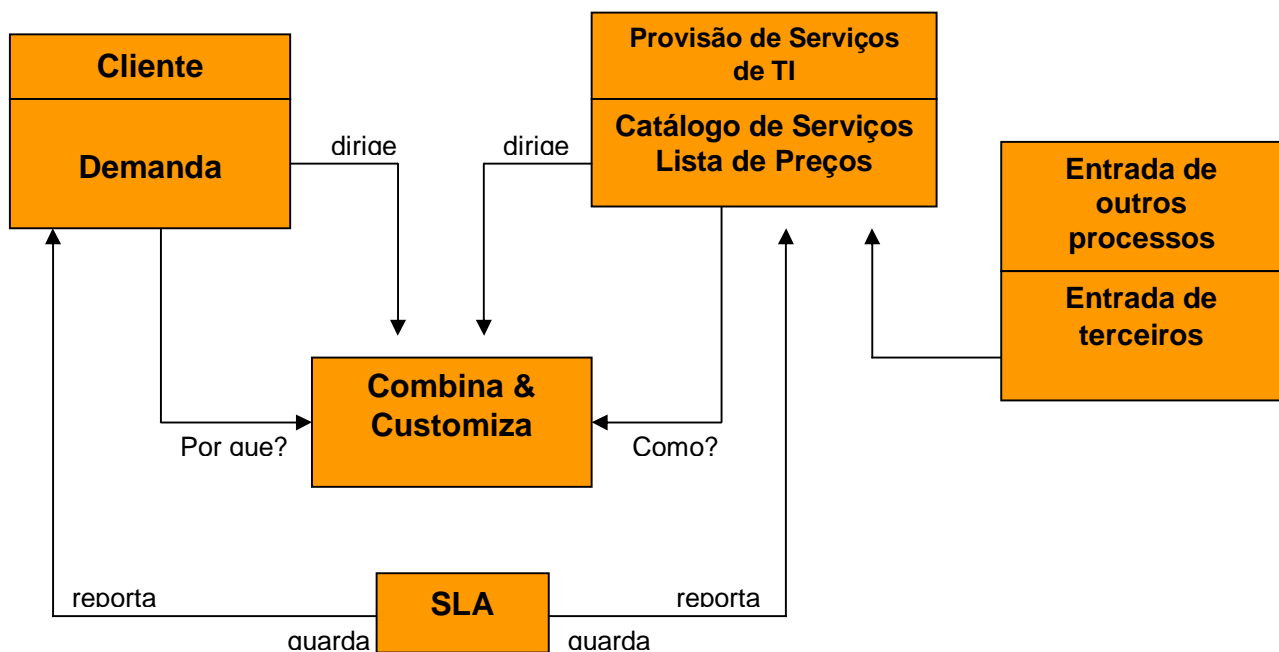 Cliente
Demanda
dirige
dirige
Provisão de Serviços
de TI
Catálogo de Serviços
Lista de Preços
Entrada de
outros
processos
Entrada de
terceiros
Combina &
Customiza
Por que?
Como?
SLA
reporta
reporta
guarda
guarda